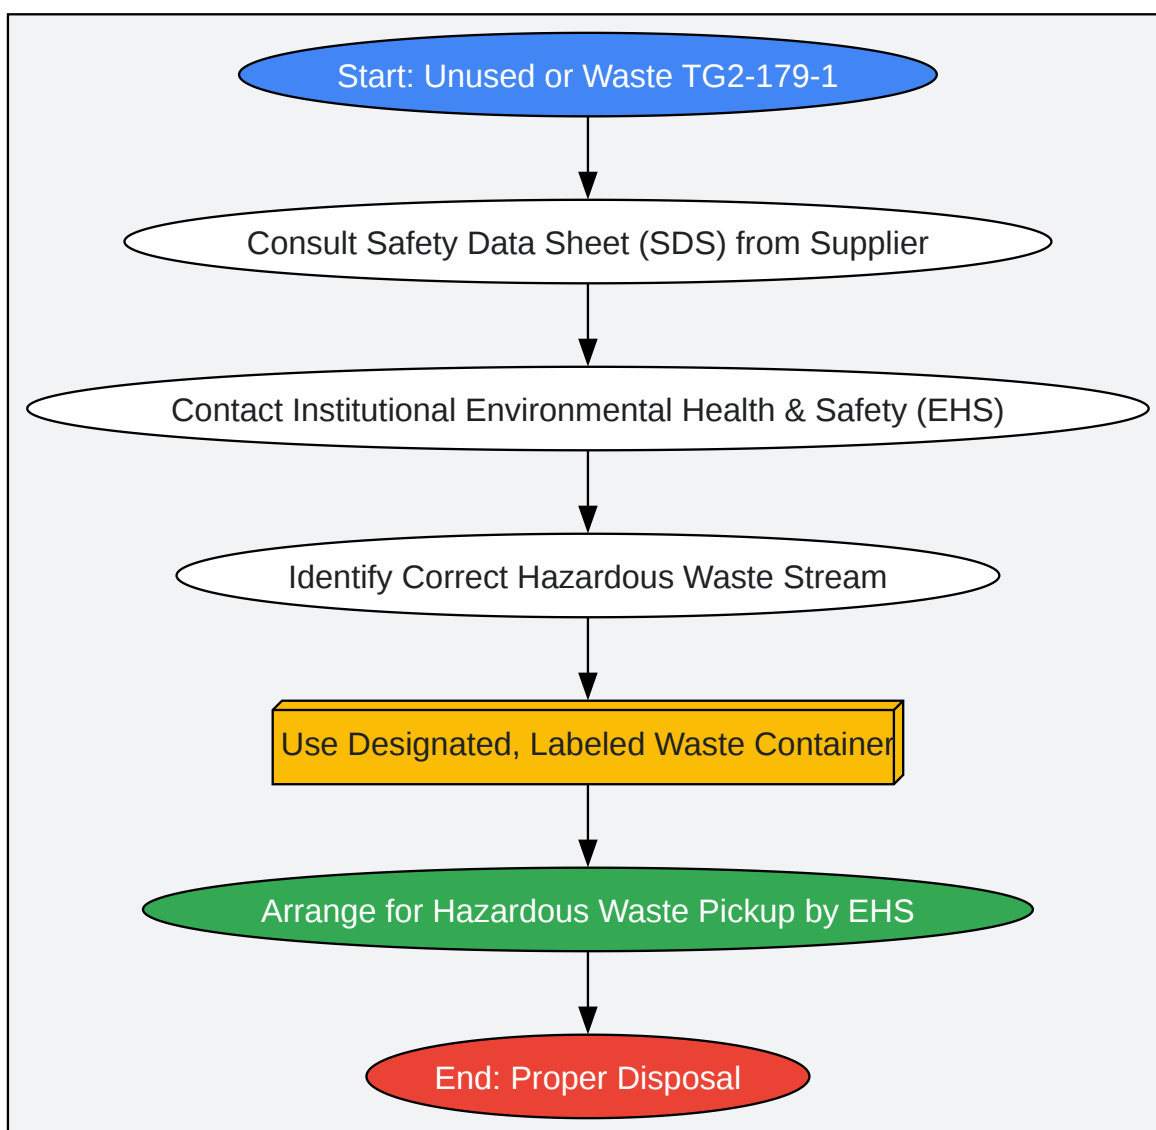 Start: Unused or Waste TG2-179-1
Consult Safety Data Sheet (SDS) from Supplier
Contact Institutional Environmental Health & Safety (EHS)
Identify Correct Hazardous Waste Stream
Use Designated, Labeled Waste Container
Arrange for Hazardous Waste Pickup by EHS
End: Proper Disposal